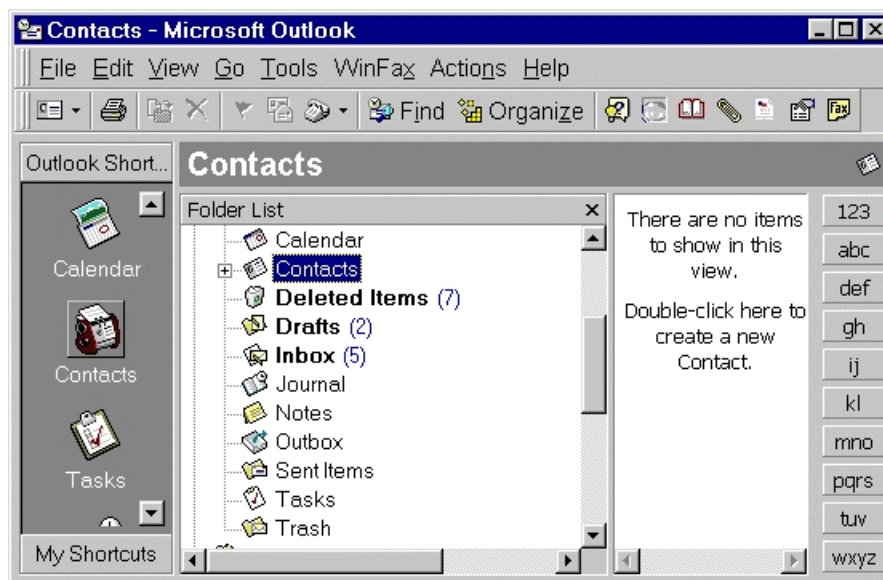 Contacts - Microsoft Outlook
File Edit View Go Tools WinFax Actions Help
Find Organize
Fax
Outlook Short...
Contacts
Calendar
Contacts
Tasks
My Shortcuts
Folder List
Calendar
Contacts
Deleted Items (7)
Drafts (2)
Inbox (5)
Journal
Notes
Outbox
Sent Items
Tasks
Trash
There are no items
to show in this
view.
Double-click here to
create a new
Contact.
123
abc
def
gh
ij
kl
mno
pqrs
tuv
wxyz